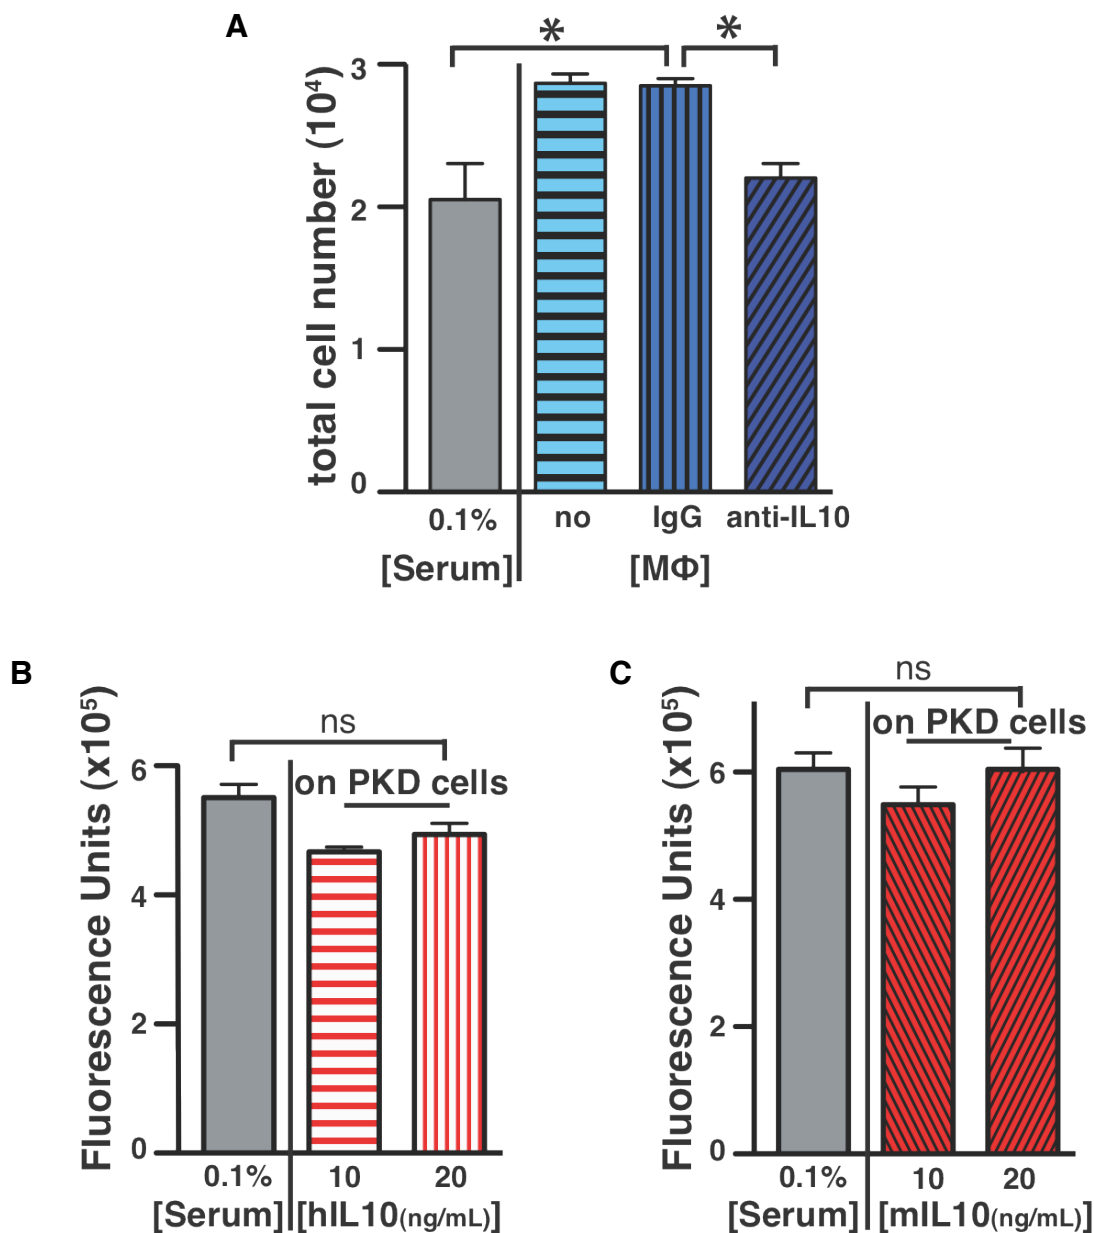 A
* *
total cell number (10⁴)
3
2
1
0
0.1% no IgG anti-IL10
[Serum] [MΦ]
B
Fluorescence Units (x10⁵)
ns
on PKD cells
6
4
2
0
0.1% 10 20
[Serum] [hIL10(ng/mL)]
C
Fluorescence Units (x10⁵)
ns
on PKD cells
6
4
2
0
0.1% 10 20
[Serum] [mIL10(ng/mL)]